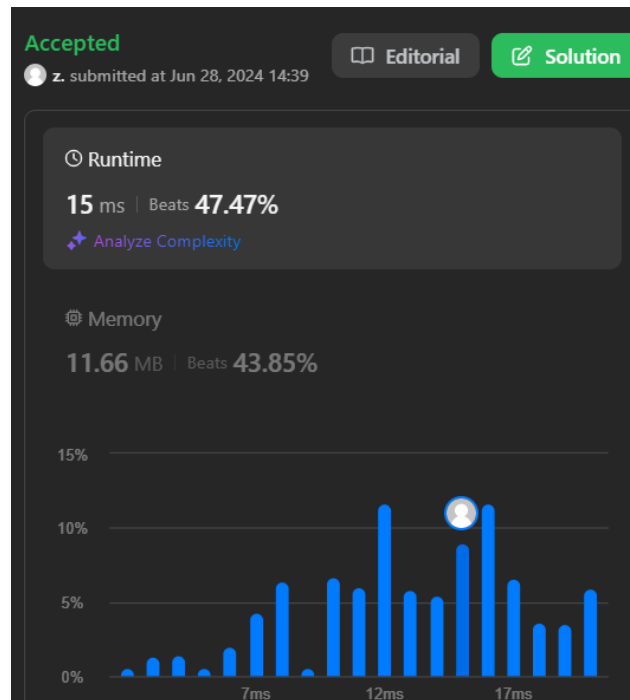 Accepted
Editorial
Solution
z. submitted at Jun 28, 2024 14:39
Runtime
15 ms | Beats 47.47%
Analyze Complexity
Memory
11.66 MB | Beats 43.85%
15%
10%
5%
0%
7ms 12ms 17ms